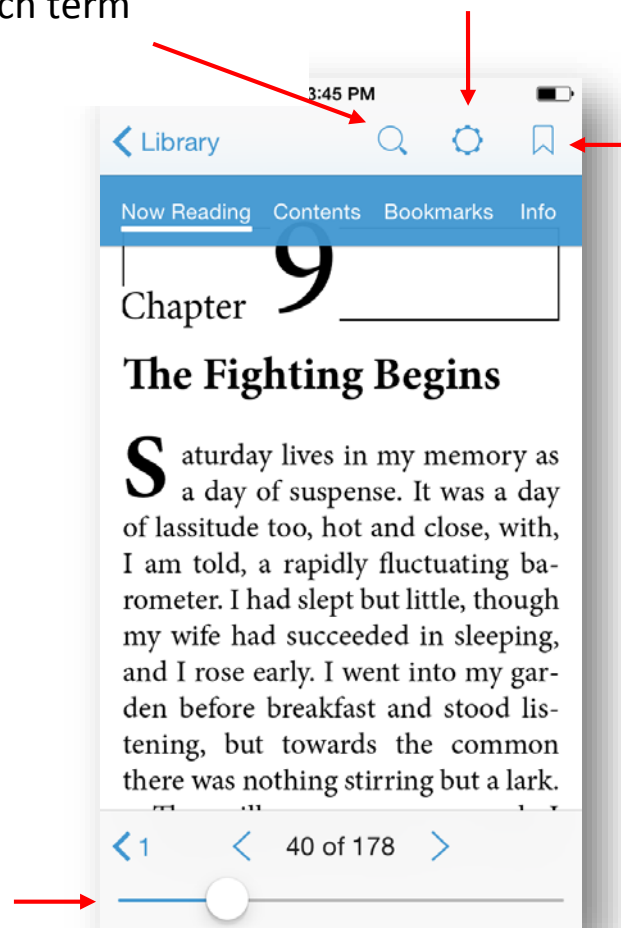 ch term
3:45 PM
Library
Now Reading Contents Bookmarks Info
Chapter 9
The Fighting Begins
Saturday lives in my memory as
a day of suspense. It was a day
of lassitude too, hot and close, with,
I am told, a rapidly fluctuating ba-
rometer. I had slept but little, though
my wife had succeeded in sleeping,
and I rose early. I went into my gar-
den before breakfast and stood lis-
tening, but towards the common
there was nothing stirring but a lark.
1 40 of 178